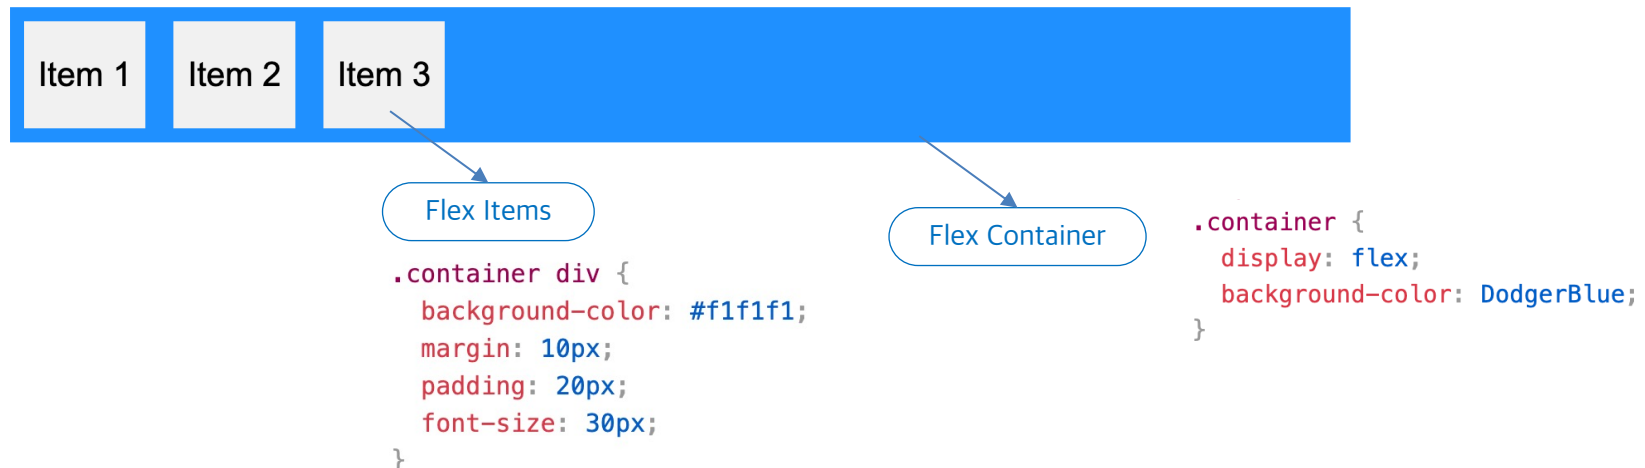 Item 1 Item 2 Item 3
Flex Items
.container div {
  background-color: #f1f1f1;
  margin: 10px;
  padding: 20px;
  font-size: 30px;
}
Flex Container
.container {
  display: flex;
  background-color: DodgerBlue;
}